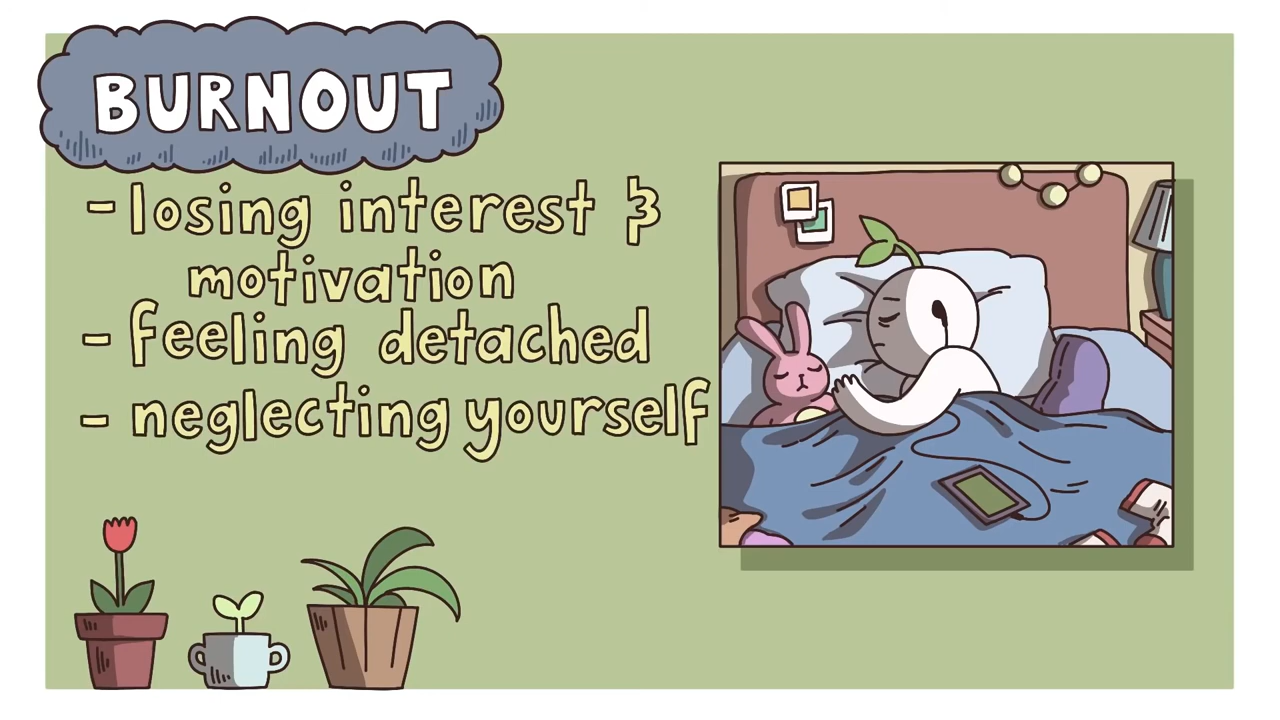 BURNOUT
- losing interest &
motivation
- feeling detached
- neglecting yourself